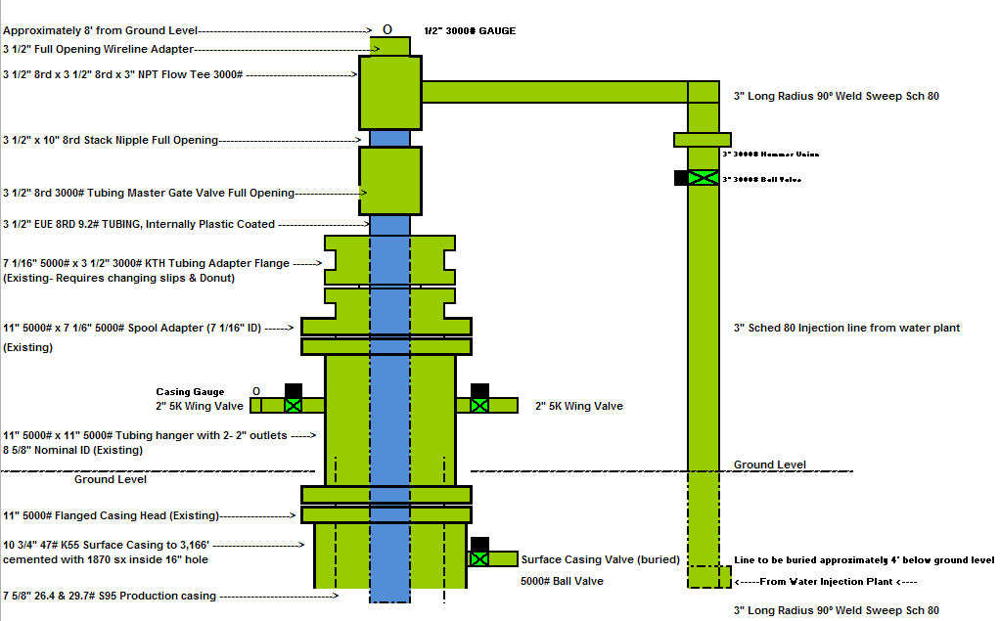 Approximately 8' from Ground Level
O
1/2" 3000# GAUGE
3 1/2" Full Opening Wireline Adapter
3 1/2" 8rd x 3 1/2" 8rd x 3" NPT Flow Tee 3000#
3" Long Radius 90º Weld Sweep Sch 80
3 1/2" x 10" 8rd Stack Nipple Full Opening
3" 3000# Hammer Union
3" 3000# Ball Valve
3 1/2" 8rd 3000# Tubing Master Gate Valve Full Opening
3 1/2" EUE 8RD 9.2# TUBING, Internally Plastic Coated
7 1/16" 5000# x 3 1/2" 3000# KTH Tubing Adapter Flange
(Existing- Requires changing slips & Donut)
11" 5000# x 7 1/6" 5000# Spool Adapter (7 1/16" ID)
(Existing)
3" Sched 80 Injection line from water plant
Casing Gauge
O
2" 5K Wing Valve
2" 5K Wing Valve
11" 5000# x 11" 5000# Tubing hanger with 2- 2" outlets
8 5/8" Nominal ID (Existing)
Ground Level
Ground Level
11" 5000# Flanged Casing Head (Existing)
10 3/4" 47# K55 Surface Casing to 3,166'
cemented with 1870 sx inside 16" hole
Surface Casing Valve (buried)
5000# Ball Valve
Line to be buried approximately 4' below ground level
<-----From Water Injection Plant <----
7 5/8" 26.4 & 29.7# S95 Production casing
3" Long Radius 90º Weld Sweep Sch 80